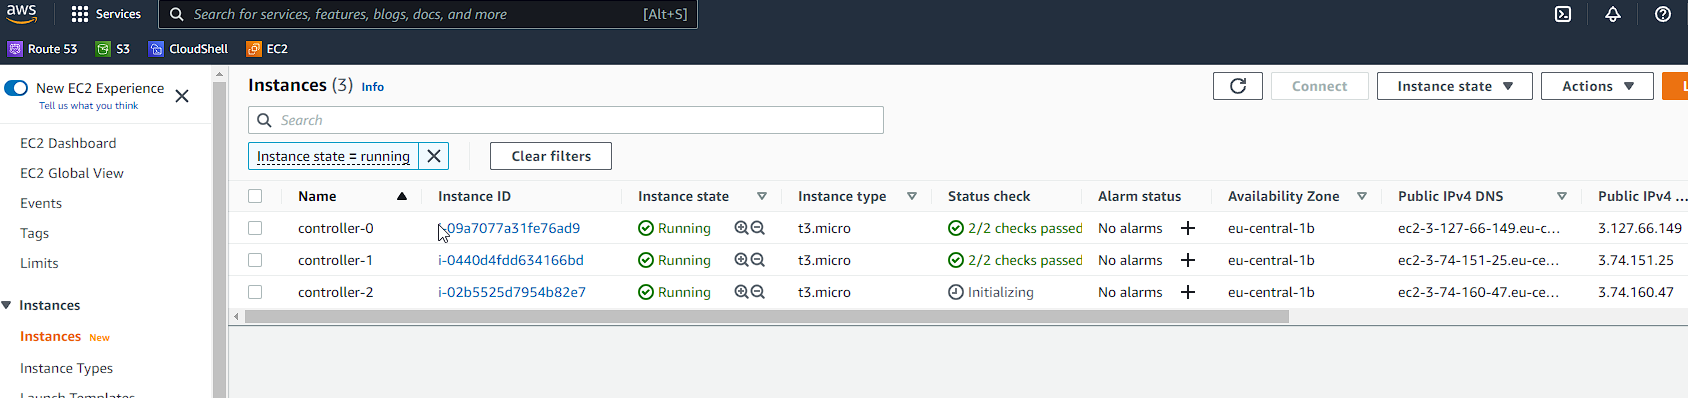 aws
Services
Search for services, features, blogs, docs, and more
[Alt+S]
Route 53
S3
CloudShell
EC2
New EC2 Experience
Tell us what you think
EC2 Dashboard
EC2 Global View
Events
Tags
Limits
Instances
Instances New
Instance Types
Launch Templates
Instances (3) Info
Connect
Instance state
Actions
Search
Instance state = running
Clear filters
Name Instance ID Instance state Instance type Status check Alarm status Availability Zone Public IPv4 DNS Public IPv4 ...
controller-0 i-09a7077a31fe76ad9 Running t3.micro 2/2 checks passed No alarms + eu-central-1b ec2-3-127-66-149.eu-c... 3.127.66.149
controller-1 i-0440d4fdd634166bd Running t3.micro 2/2 checks passed No alarms + eu-central-1b ec2-3-74-151-25.eu-ce... 3.74.151.25
controller-2 i-02b5525d7954b82e7 Running t3.micro Initializing No alarms + eu-central-1b ec2-3-74-160-47.eu-ce... 3.74.160.47